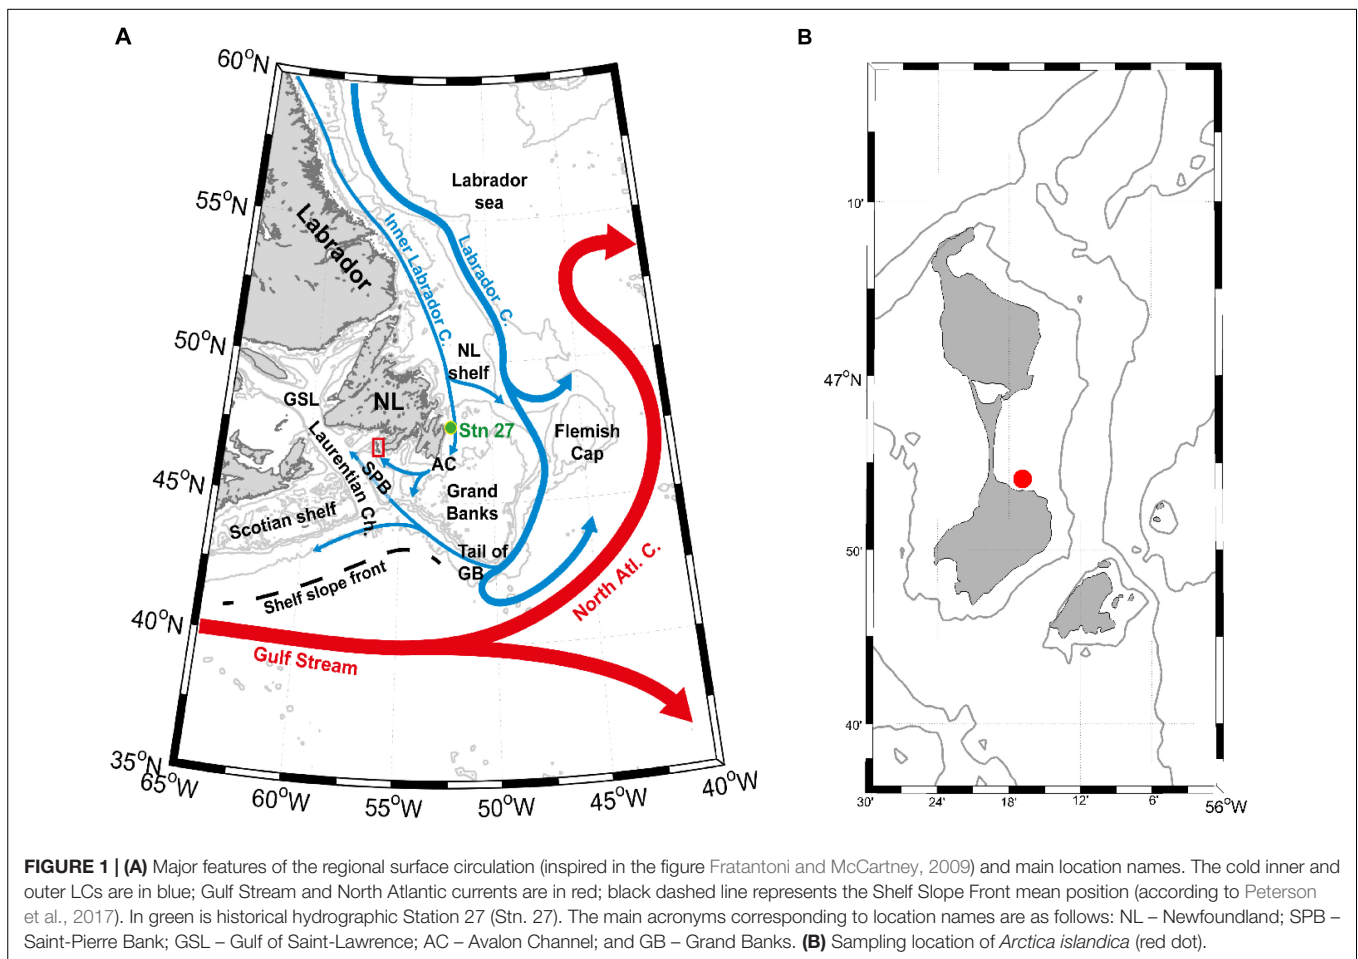 A
B
60°N
55°N
50°N
45°N
40°N
35°N
65°W
60°W
55°W
50°W
45°W
40°W
Labrador
sea
Labrador
Inner Labrador C.
Labrador C.
NL
shelf
NL
GSL
Stn 27
Flemish
Cap
Laurentian Ch.
SPB
AC
Grand
Banks
Scotian shelf
Tail of
GB
Shelf slope front
North Atl. C.
Gulf Stream
10'
47°N
50'
40'
30'
24'
18'
12'
6'
56°W
FIGURE 1 | (A) Major features of the regional surface circulation (inspired in the figure Fratantoni and McCartney, 2009) and main location names. The cold inner and
outer LCs are in blue; Gulf Stream and North Atlantic currents are in red; black dashed line represents the Shelf Slope Front mean position (according to Peterson
et al., 2017). In green is historical hydrographic Station 27 (Stn. 27). The main acronyms corresponding to location names are as follows: NL – Newfoundland; SPB –
Saint-Pierre Bank; GSL – Gulf of Saint-Lawrence; AC – Avalon Channel; and GB – Grand Banks. (B) Sampling location of Arctica islandica (red dot).